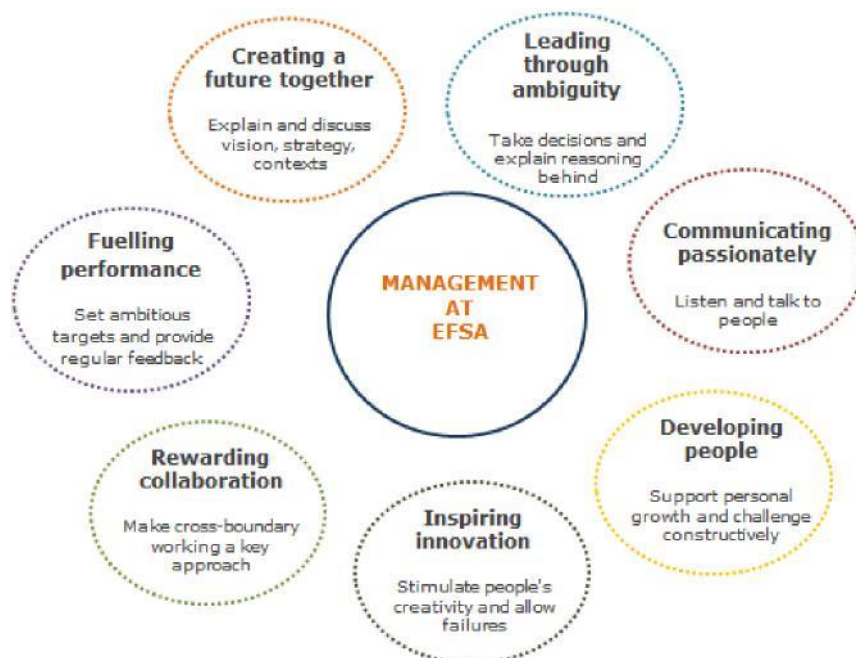 Creating a
future together
Explain and discuss
vision, strategy,
contexts
Leading
through
ambiguity
Take decisions and
explain reasoning
behind
Communicating
passionately
Listen and talk to
people
Developing
people
Support personal
growth and challenge
constructively
Inspiring
innovation
Stimulate people's
creativity and allow
failures
Rewarding
collaboration
Make cross-boundary
working a key
approach
Fuelling
performance
Set ambitious
targets and provide
regular feedback
MANAGEMENT
AT
EFSA